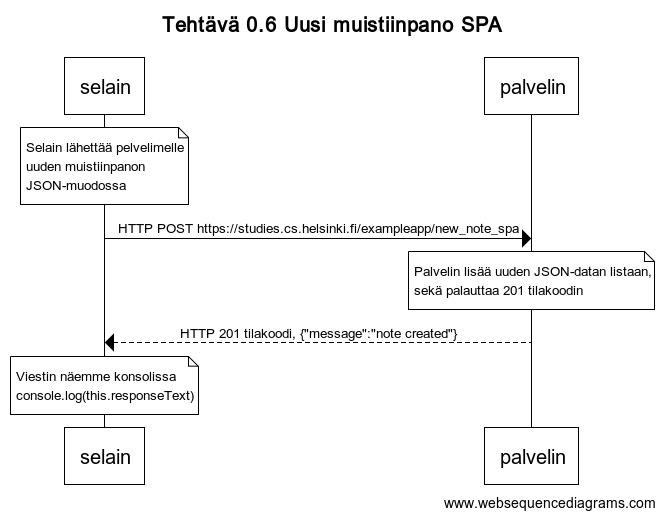 Tehtävä 0.6 Uusi muistiinpano SPA
selain
palvelin
Selain lähettää pelvelimelle
uuden muistiinpanon
JSON-muodossa
HTTP POST https://studies.cs.helsinki.fi/exampleapp/new_note_spa
Palvelin lisää uuden JSON-datan listaan,
sekä palauttaa 201 tilakoodin
HTTP 201 tilakoodi, {"message":"note created"}
Viestin näemme konsolissa
console.log(this.responseText)
selain
palvelin
www.websequencediagrams.com